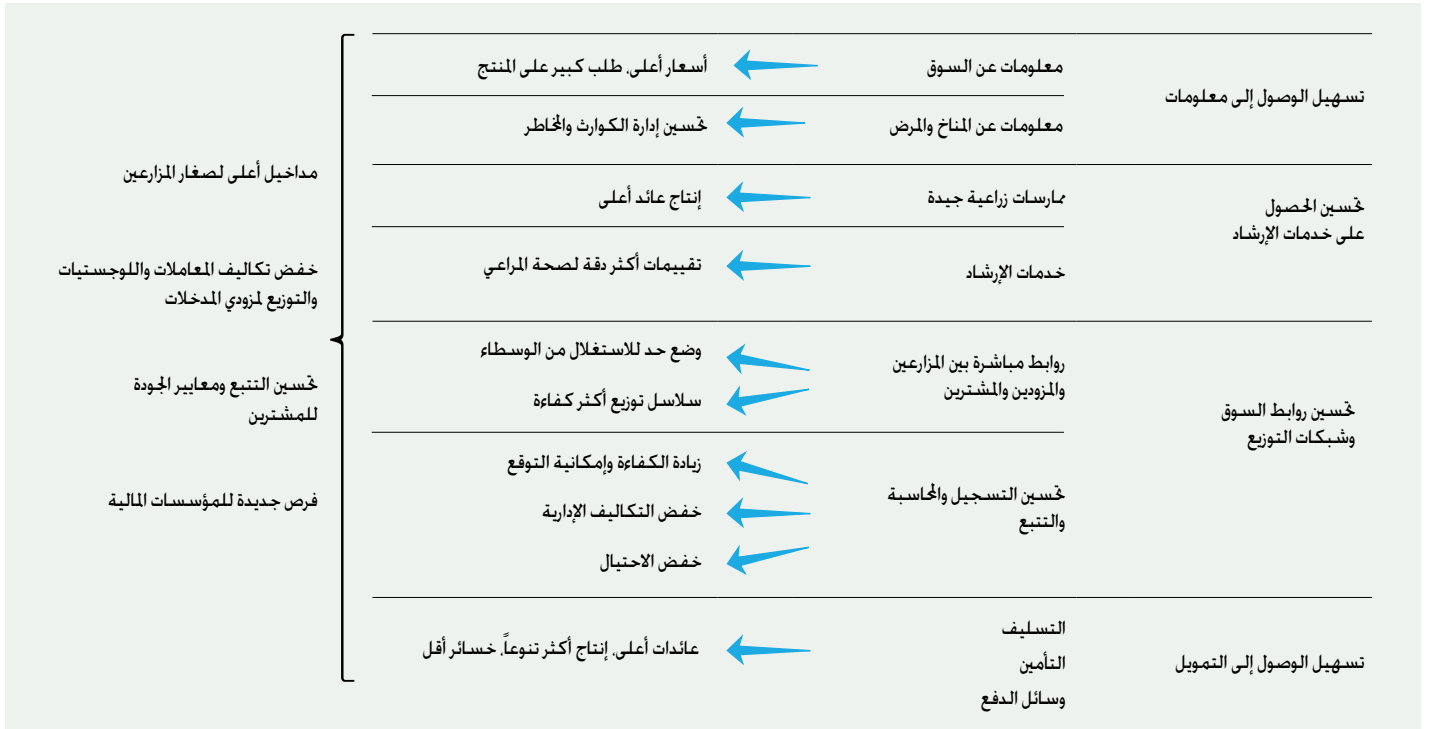 تسهيل الوصول إلى معلومات
معلومات عن السوق
أسعار أعلى، طلب كبير على المنتج
معلومات عن المناخ والمرض
تحسين إدارة الكوارث والمخاطر
تحسين الحصول
على خدمات الإرشاد
ممارسات زراعية جيدة
إنتاج عائد أعلى
خدمات الإرشاد
تقييمات أكثر دقة لصحة المراعي
تحسين روابط السوق
وشبكات التوزيع
روابط مباشرة بين المزارعين
والمزودين والمشترين
وضع حد للاستغلال من الوسطاء
سلاسل توزيع أكثر كفاءة
تحسين التسجيل والمحاسبة
والتتبع
زيادة الكفاءة وإمكانية التوقع
خفض التكاليف الإدارية
خفض الاحتيال
تسهيل الوصول إلى التمويل
التسليف
التأمين
وسائل الدفع
عائدات أعلى، إنتاج أكثر تنوعاً، خسائر أقل
مداخيل أعلى لصغار المزارعين
خفض تكاليف المعاملات واللوجستيات
والتوزيع لمزودي المدخلات
تحسين التتبع ومعايير الجودة
للمشترين
فرص جديدة للمؤسسات المالية